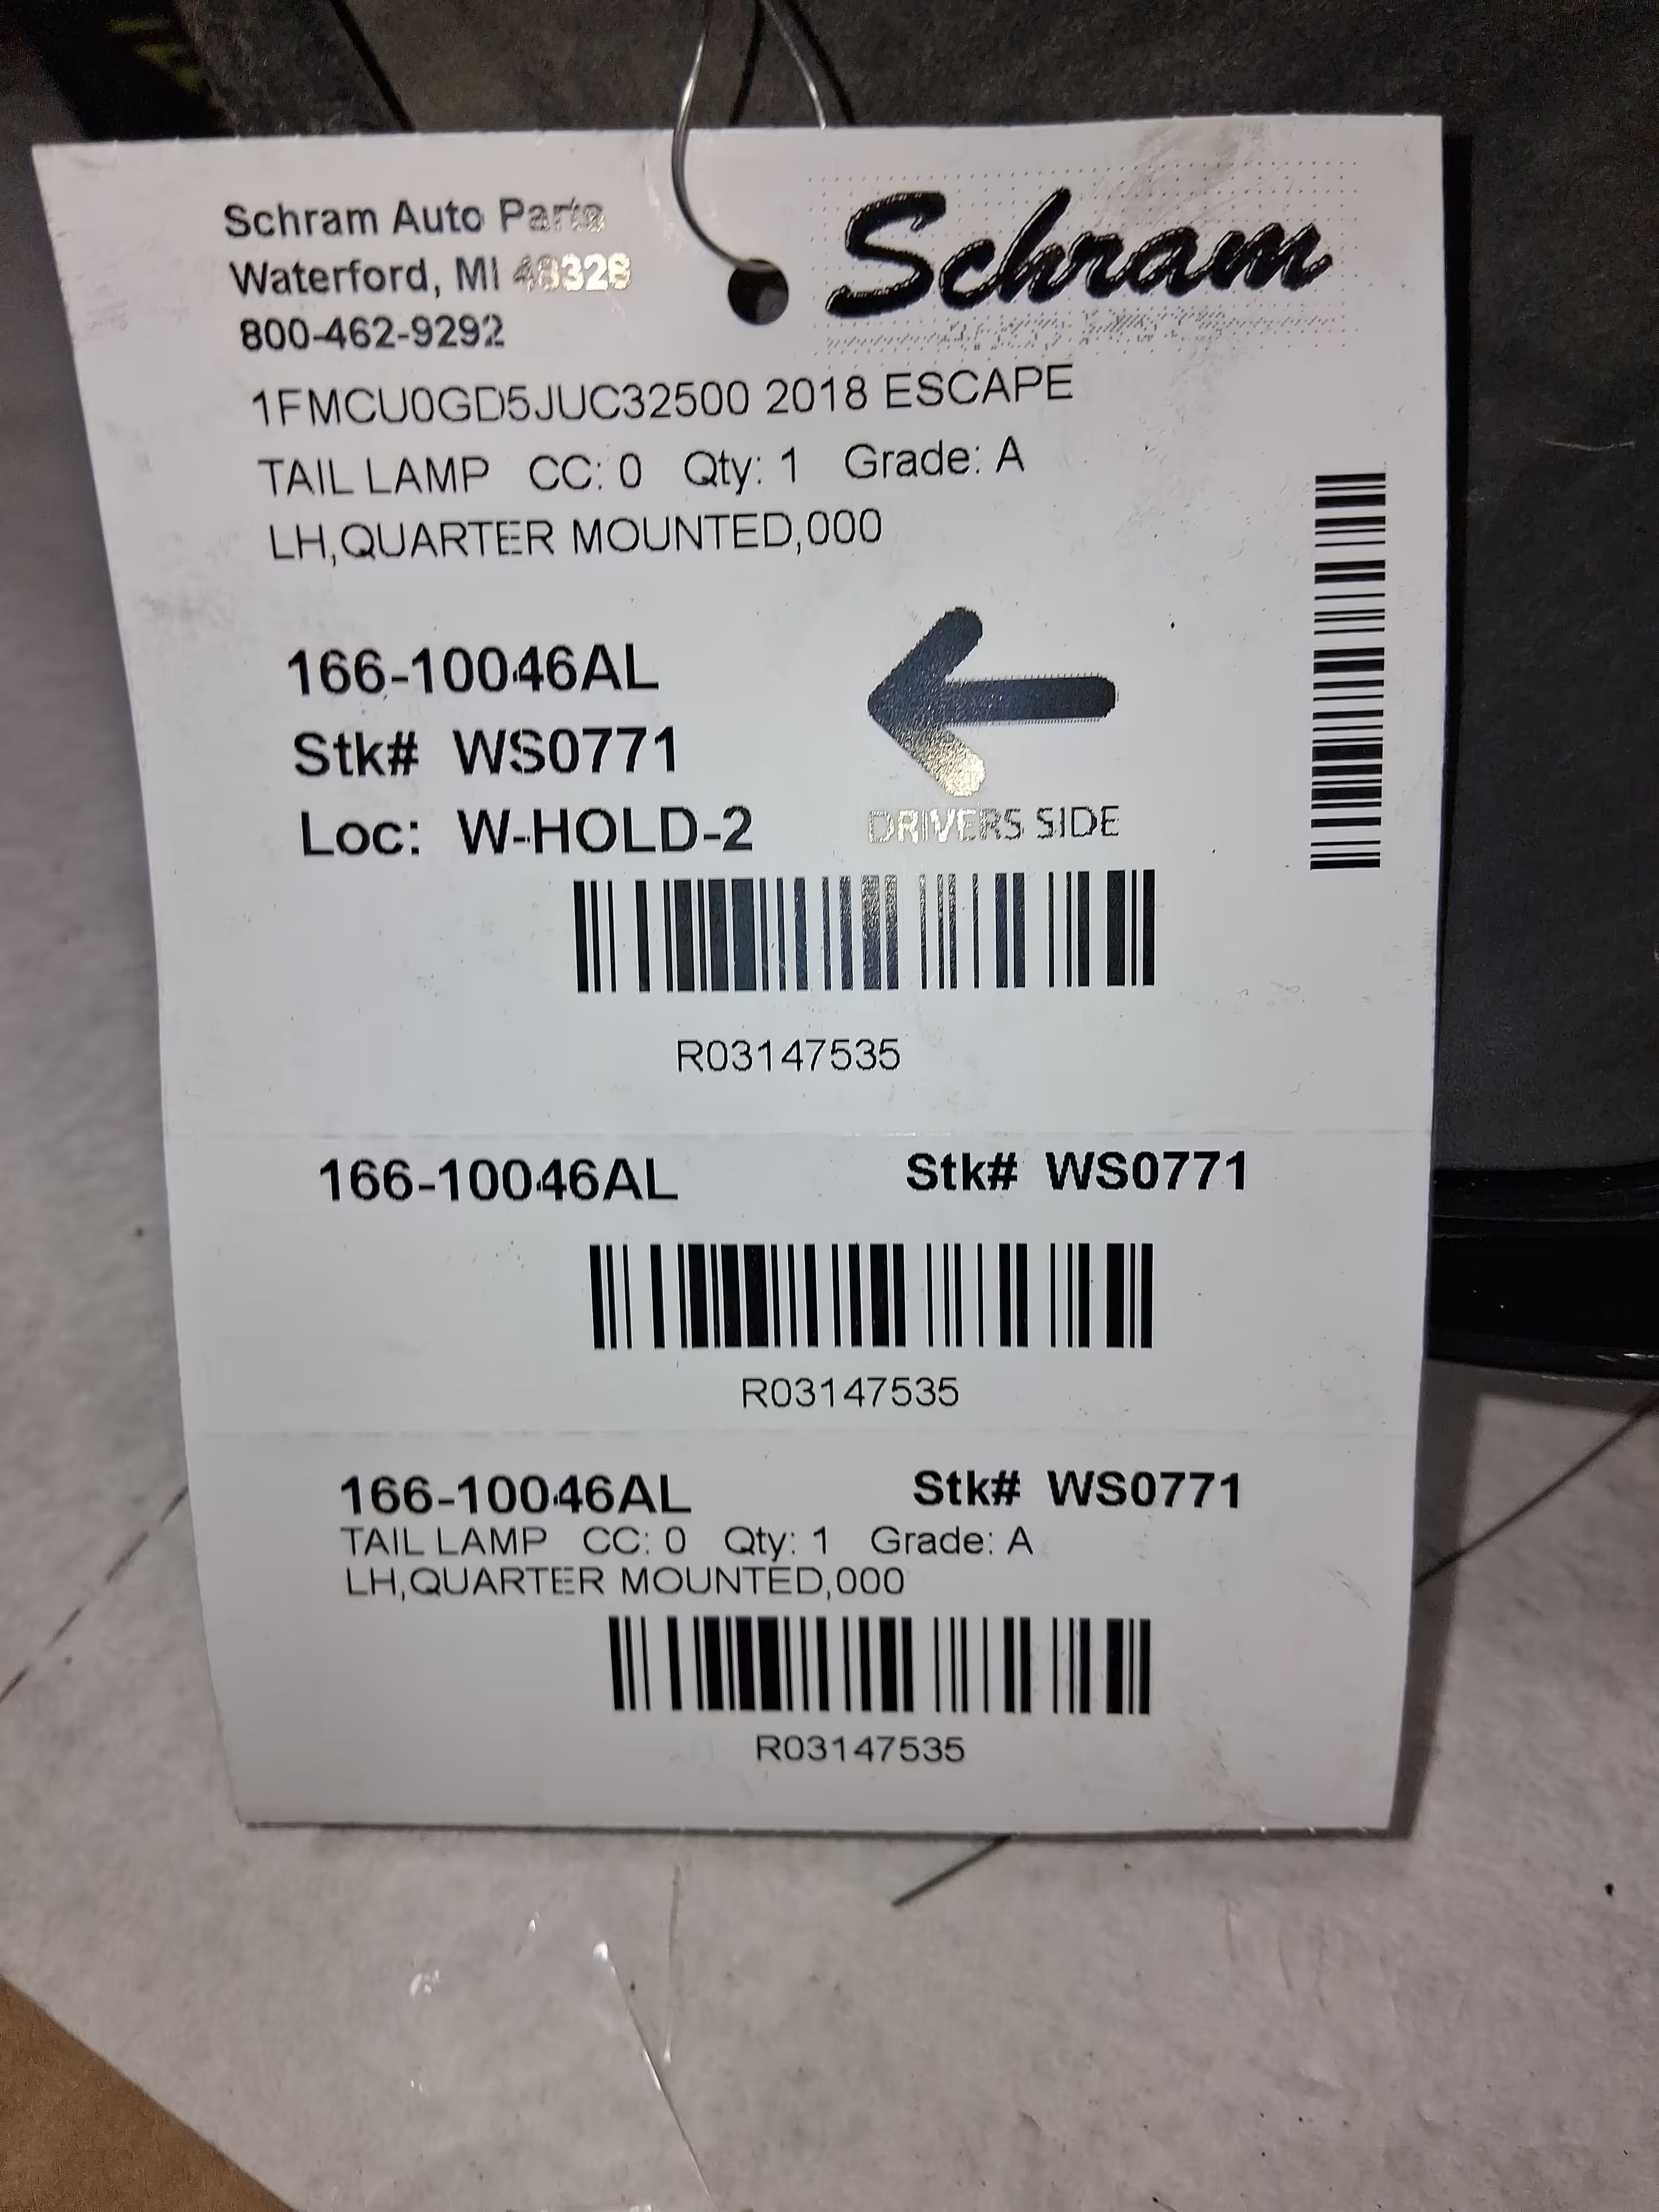 Schram Auto Parts
Waterford, MI 48328
800-462-9292
Schram
1FMCU0GD5JUC32500 2018 ESCAPE
TAIL LAMP CC: 0 Qty: 1 Grade: A
LH,QUARTER MOUNTED,000
166-10046AL
Stk# WS0771
Loc: W-HOLD-2
DRIVERS SIDE
R03147535
166-10046AL Stk# WS0771
R03147535
166-10046AL Stk# WS0771
TAIL LAMP CC: 0 Qty: 1 Grade: A
LH,QUARTER MOUNTED,000
R03147535